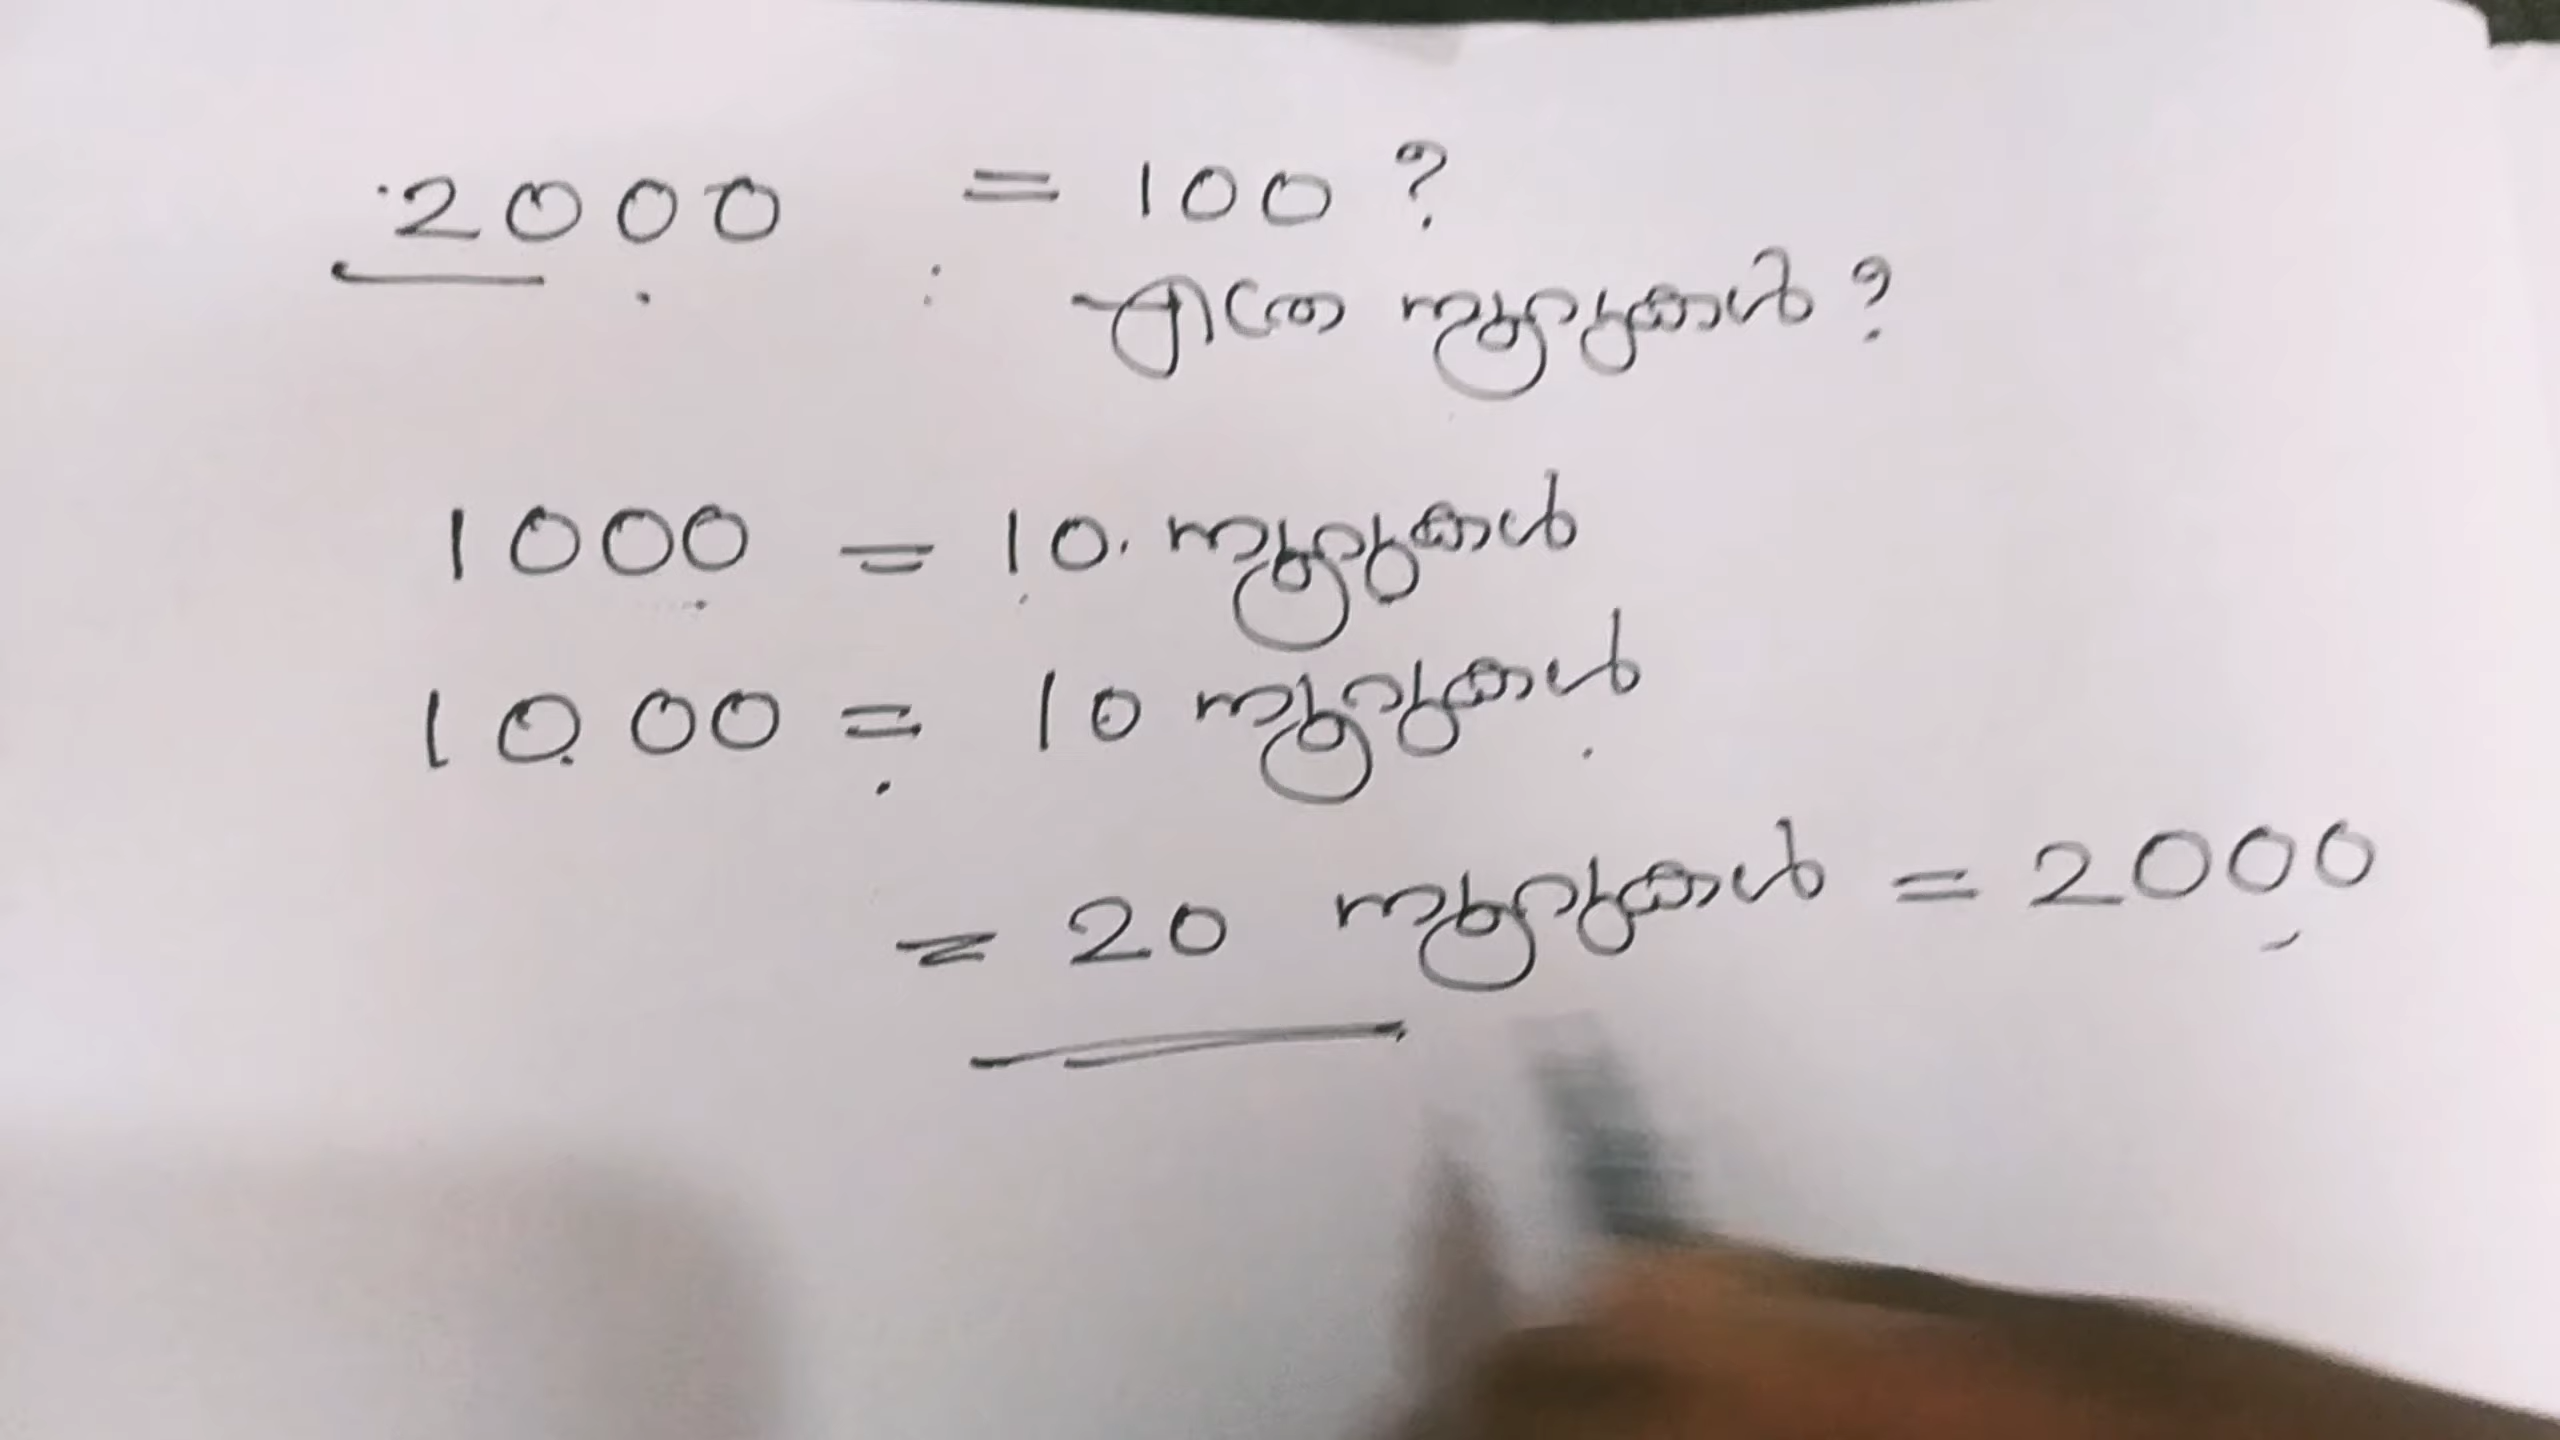 2000 = 100 ?
എത്ര നൂറുകൾ ?
1000 = 10 നൂറുകൾ
1000 = 10 നൂറുകൾ
= 20 നൂറുകൾ = 2000